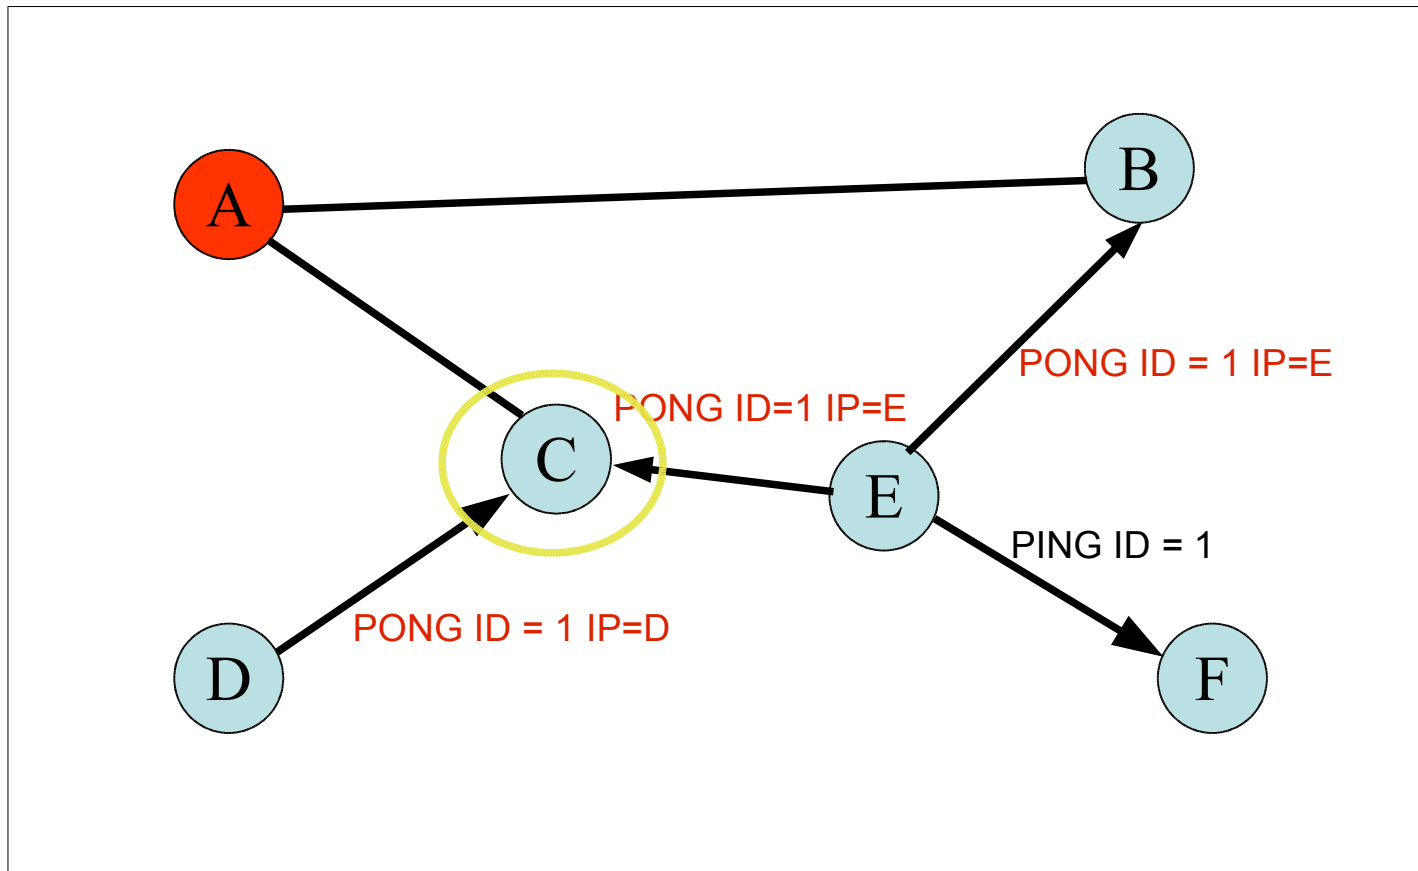 B
A
PONG ID = 1 IP=E
PONG ID=1 IP=E
C
E
PING ID = 1
PONG ID = 1 IP=D
D
F